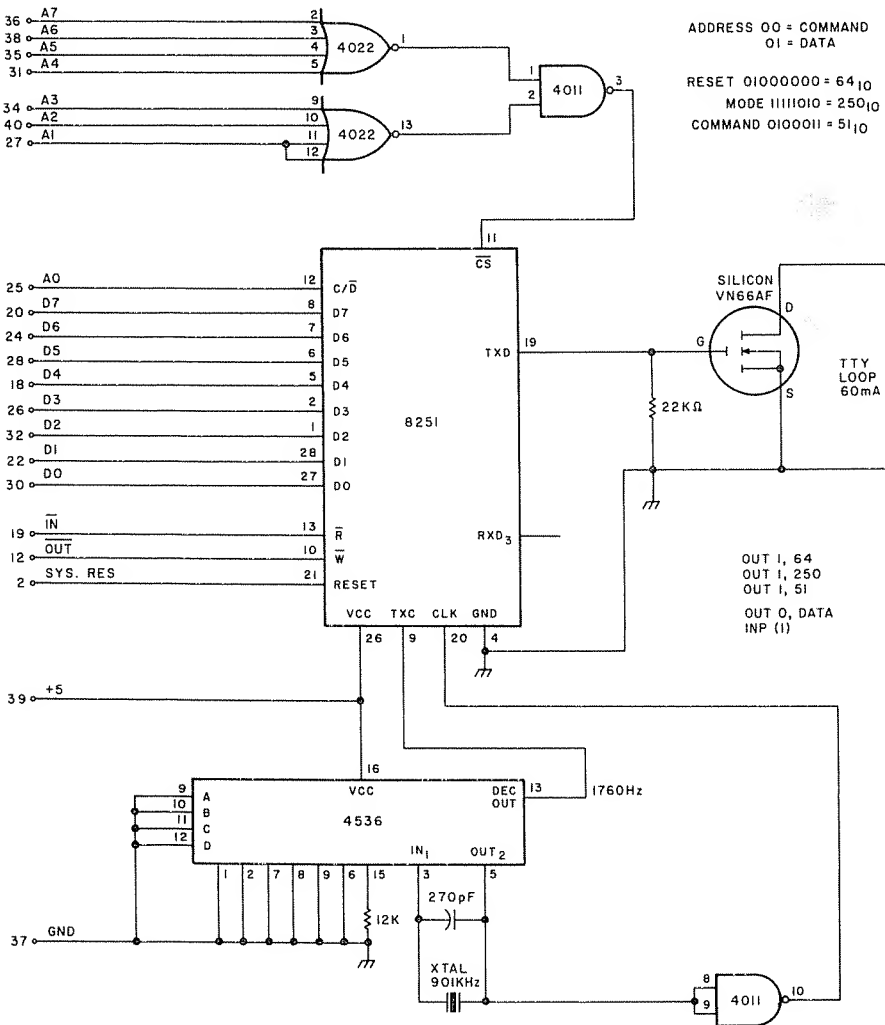 36 A7 2
38 A6 3
35 A5 4
31 A4 5
4022
1
34 A3 9
40 A2 10
27 A1 11
12
4022
13
1
2
4011
3
ADDRESS 00 = COMMAND
01 = DATA
RESET 01000000 = 64₁₀
MODE 11111010 = 250₁₀
COMMAND 0100011 = 51₁₀
11
C̅S̅
25 A0 12 C/D̅
20 D7 8 D7
24 D6 7 D6
28 D5 6 D5
18 D4 5 D4
26 D3 2 D3
32 D2 1 D2
22 D1 28 D1
30 D0 27 D0
19 I̅N̅ 13 R̅
12 O̅U̅T̅ 10 W̅
2 SYS. RES 21 RESET
8251
TXD 19
RXD 3
VCC TXC CLK GND
26 9 20 4
SILICON
VN66AF
D
G
S
22KΩ
TTY
LOOP
60mA
OUT 1, 64
OUT 1, 250
OUT 1, 51
OUT 0, DATA
INP (1)
39 +5
16
VCC
9 A
10 B
11 C
12 D
4536
DEC
OUT
13
1760Hz
IN₁ OUT₂
1 2 7 8 9 6 15 3 5
12K
270pF
37 GND
XTAL
901KHz
8
9
4011
10